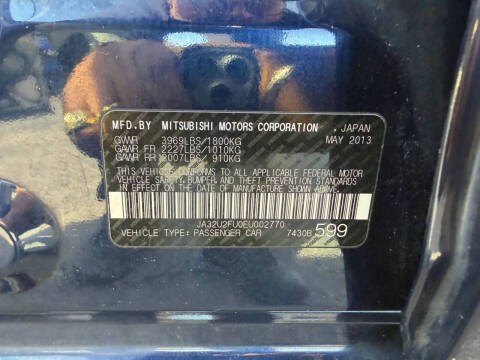 MFD.BY MITSUBISHI MOTORS CORPORATION , JAPAN
GVWR 3969LBS/1800KG MAY 2013
GAWR FR 2227LBS/1010KG
GAWR RR 2007LBS/ 910KG
THIS VEHICLE CONFORMS TO ALL APPLICABLE FEDERAL MOTOR
VEHICLE SAFETY, BUMPER, AND THEFT PREVENTION STANDARDS
IN EFFECT ON THE DATE OF MANUFACTURE SHOWN ABOVE.
JA32U2FU0EU002770
VEHICLE TYPE: PASSENGER CAR 7430B 599